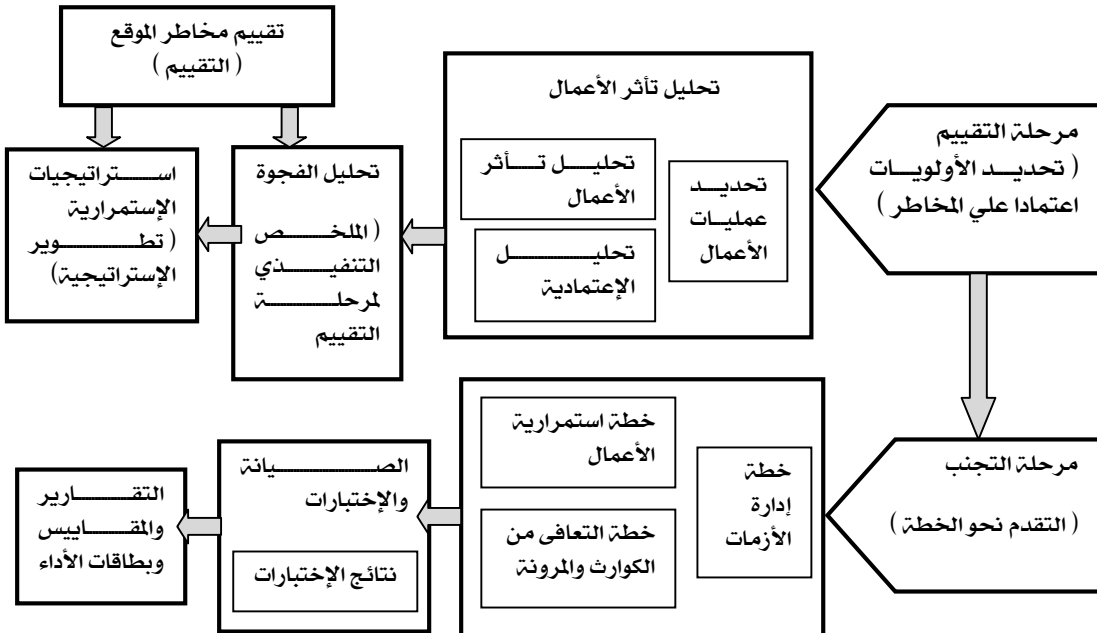 تقييم مخاطر الموقع
( التقييم )
مرحلة التقييم
( تحديد الأولويات
اعتمادا علي المخاطر )
تحليل تأثر الأعمال
تحديد
عمليات
الأعمال
تحليل تأثر
الأعمال
تحليل
الإعتمادية
تحليل الفجوة
( الملخص
التنفيذي
لمرحلة
التقييم
استراتيجيات
الإستمرارية
( تطوير
الإستراتيجية)
مرحلة التجنب
( التقدم نحو الخطة )
خطة
إدارة
الأزمات
خطة استمرارية
الأعمال
خطة التعافى من
الكوارث والمرونة
الصيانة
والإختبارات
نتائج الإختبارات
التقارير
والمقاييس
وبطاقات الأداء